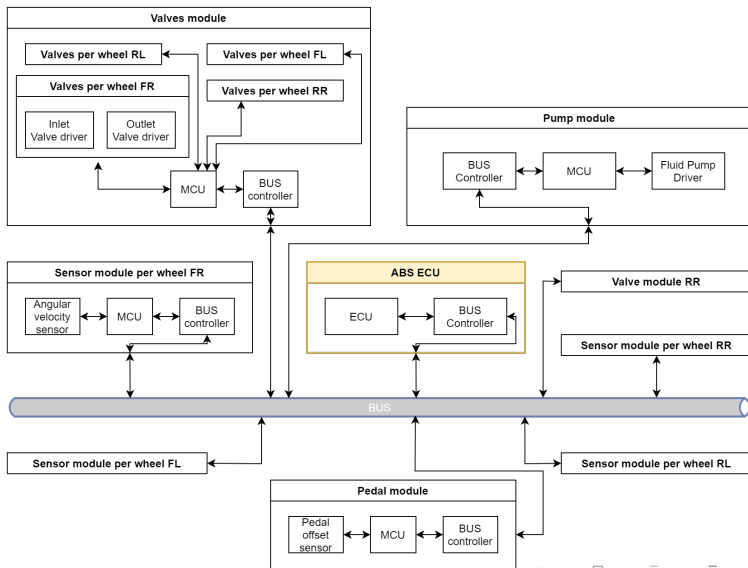 Valves module
Valves per wheel RL
Valves per wheel FL
Valves per wheel FR
Valves per wheel RR
Inlet
Valve driver
Outlet
Valve driver
MCU
BUS
controller
Pump module
BUS
Controller
MCU
Fluid Pump
Driver
Sensor module per wheel FR
Angular
velocity
sensor
MCU
BUS
controller
ABS ECU
ECU
BUS
Controller
Valve module RR
Sensor module per wheel RR
BUS
Sensor module per wheel FL
Sensor module per wheel RL
Pedal module
Pedal
offset
sensor
MCU
BUS
controller